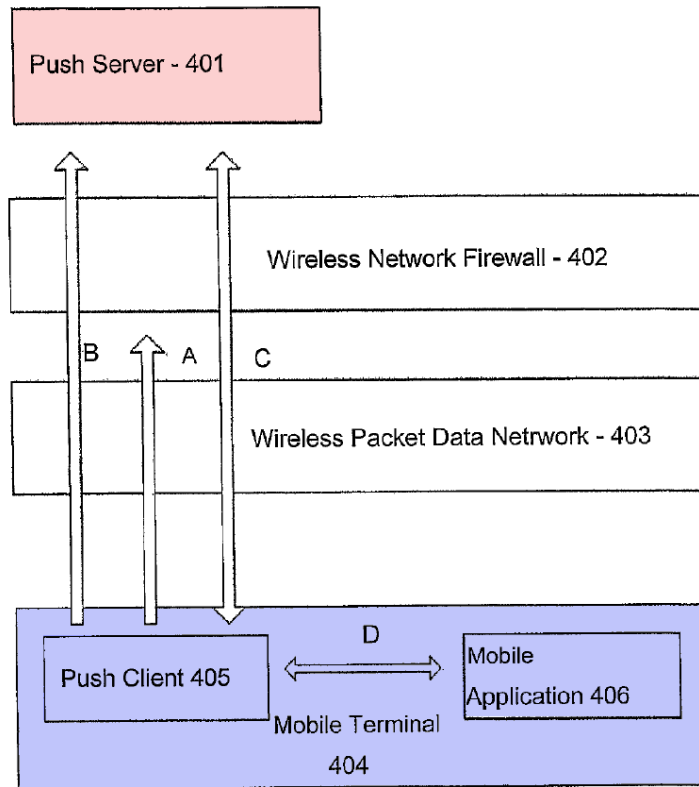 Push Server - 401
Wireless Network Firewall - 402
B
A
C
Wireless Packet Data Netrwork - 403
D
Push Client 405
Mobile
Application 406
Mobile Terminal
404